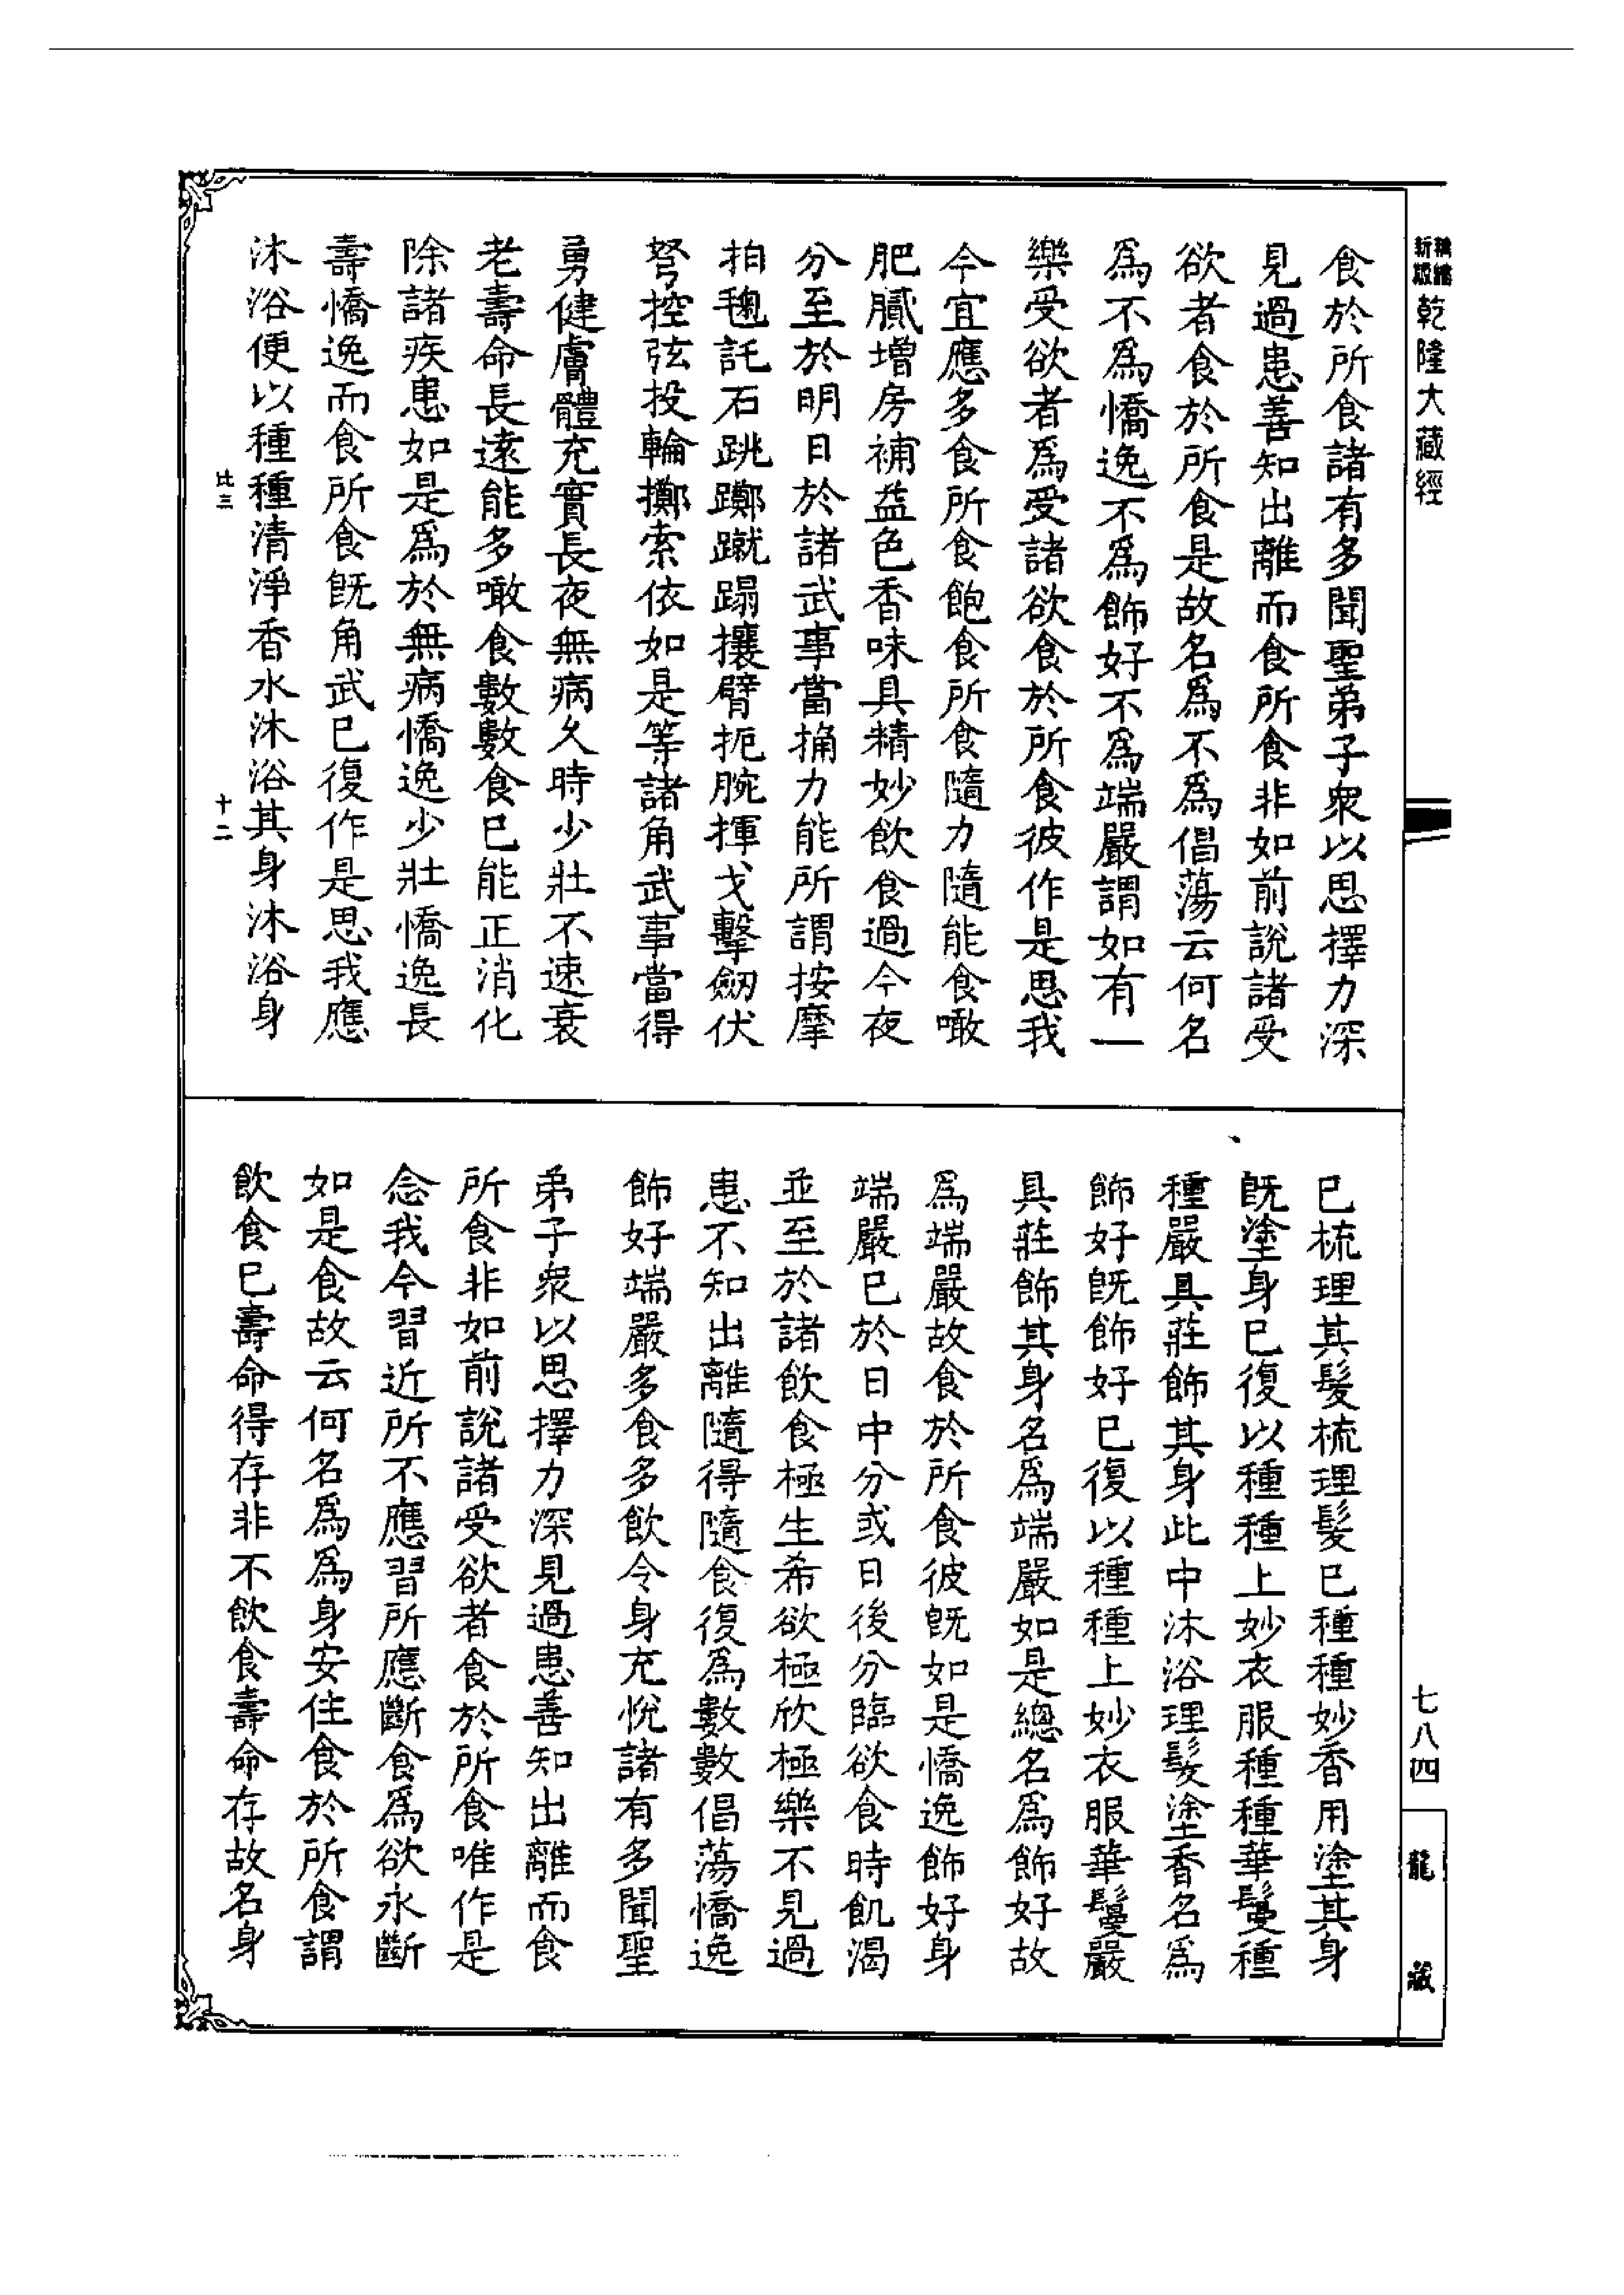 精縮
新版
乾隆大藏經
食於所食諸有多聞聖弟子衆以思擇力深
見過患善知出離而食所食非如前說諸受
欲者食於所食是故名爲不爲倡蕩云何名
爲不爲憍逸不爲飾好不爲端嚴謂如有一
樂受欲者爲受諸欲食於所食彼作是思我
今宜應多食所食飽食所食隨力隨能食噉
肥膩增房補益色香味具精妙飲食過今夜
分至於明日於諸武事當捔力能所謂按摩
拍毱託石跳躑蹴蹋攘臂扼腕揮戈擊劒伏
弩控弦投輪擲索依如是等諸角武事當得
勇健膚體充實長夜無病久時少壯不速衰
老壽命長遠能多噉食數數食已能正消化
除諸疾患如是爲於無病憍逸少壯憍逸長
壽憍逸而食所食旣角武已復作是思我應
沐浴便以種種清淨香水沐浴其身沐浴身
比三 十二
已梳理其髮梳理髮已種種妙香用塗其身
旣塗身已復以種種上妙衣服種種華鬘種
種嚴具莊飾其身此中沐浴理髮塗香名爲
飾好旣飾好已復以種種上妙衣服華鬘嚴
具莊飾其身名爲端嚴如是總名爲飾好故
爲端嚴故食於所食彼旣如是憍逸飾好身
端嚴已於日中分或日後分臨欲食時飢渴
並至於諸飲食極生希欲極欣極樂不見過
患不知出離隨得隨食復爲數數倡蕩憍逸
飾好端嚴多食多飲令身充悅諸有多聞聖
弟子衆以思擇力深見過患善知出離而食
所食非如前說諸受欲者食於所食唯作是
念我今習近所不應習所應斷食爲欲永斷
如是食故云何名爲爲身安住食於所食謂
飲食已壽命得存非不飲食壽命存故名身
七八四
龍藏